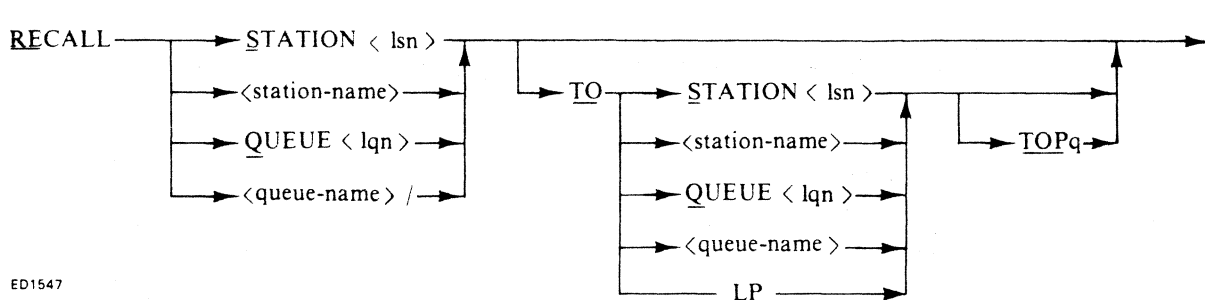 RECALL STATION < lsn >
<station-name> TO STATION < lsn >
QUEUE < lqn > <station-name> TOPq
<queue-name> / QUEUE < lqn >
<queue-name>
ED1547 LP